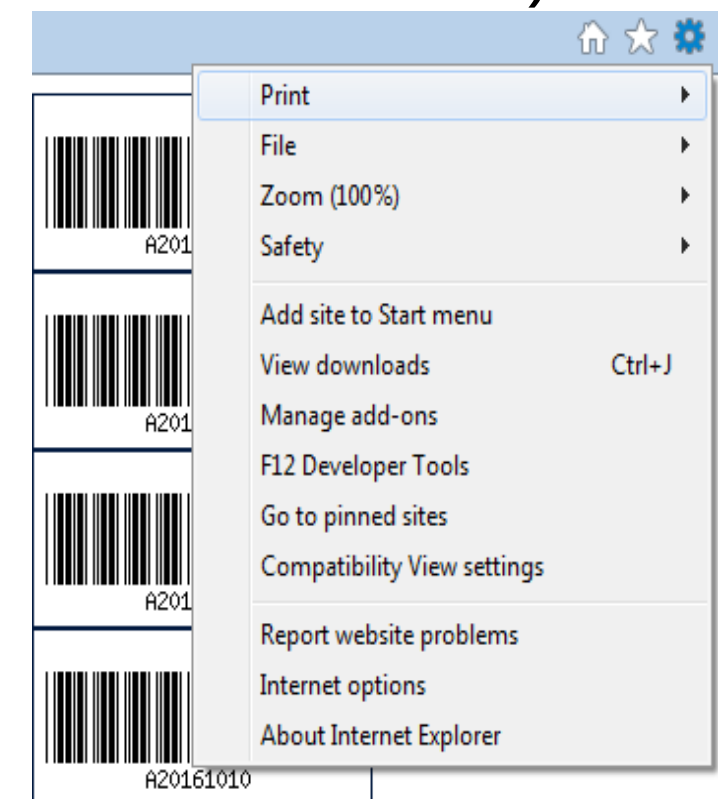 Print
File
Zoom (100%)
Safety
Add site to Start menu
View downloads Ctrl+J
Manage add-ons
F12 Developer Tools
Go to pinned sites
Compatibility View settings
Report website problems
Internet options
About Internet Explorer
A201
A201
A201
A20161010